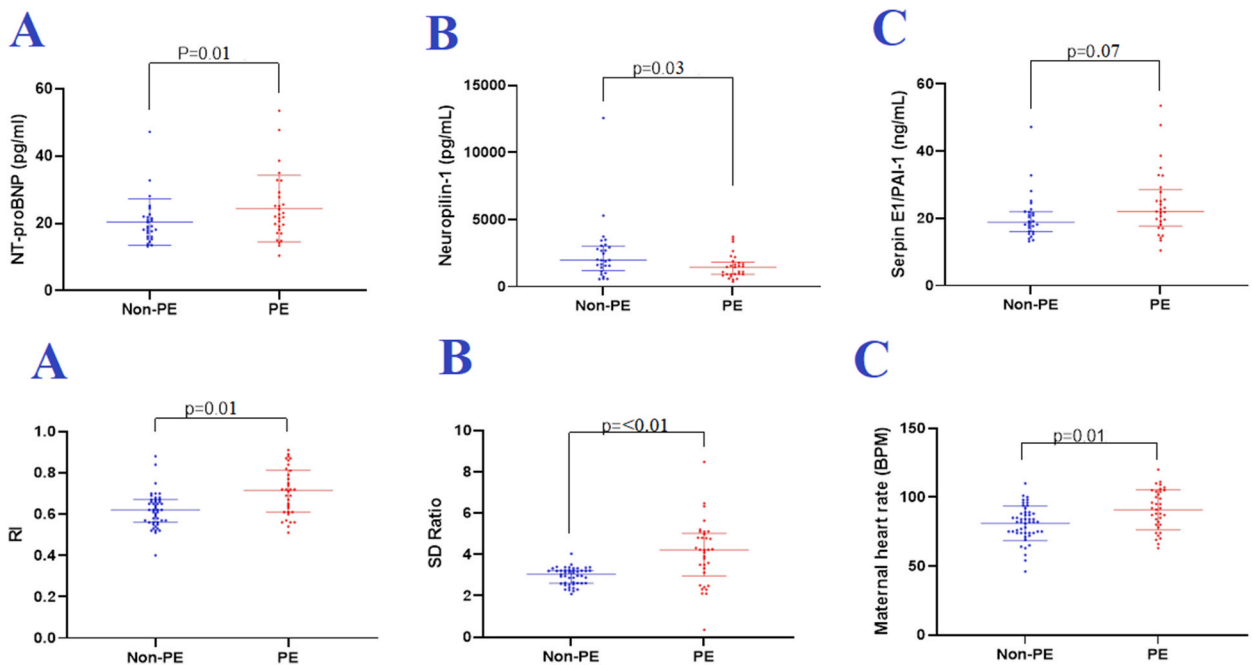 A
P=0.01
NT-proBNP (pg/ml)
60
40
20
0
Non-PE PE
B
p=0.03
Neuropilin-1 (pg/mL)
15000
10000
5000
0
Non-PE PE
C
p=0.07
Serpin E1/PAI-1 (ng/mL)
60
40
20
0
Non-PE PE
A
p=0.01
RI
1.0
0.8
0.6
0.4
0.2
0.0
Non-PE PE
B
p=<0.01
SD Ratio
10
8
6
4
2
0
Non-PE PE
C
p=0.01
Maternal heart rate (BPM)
150
100
50
0
Non-PE PE